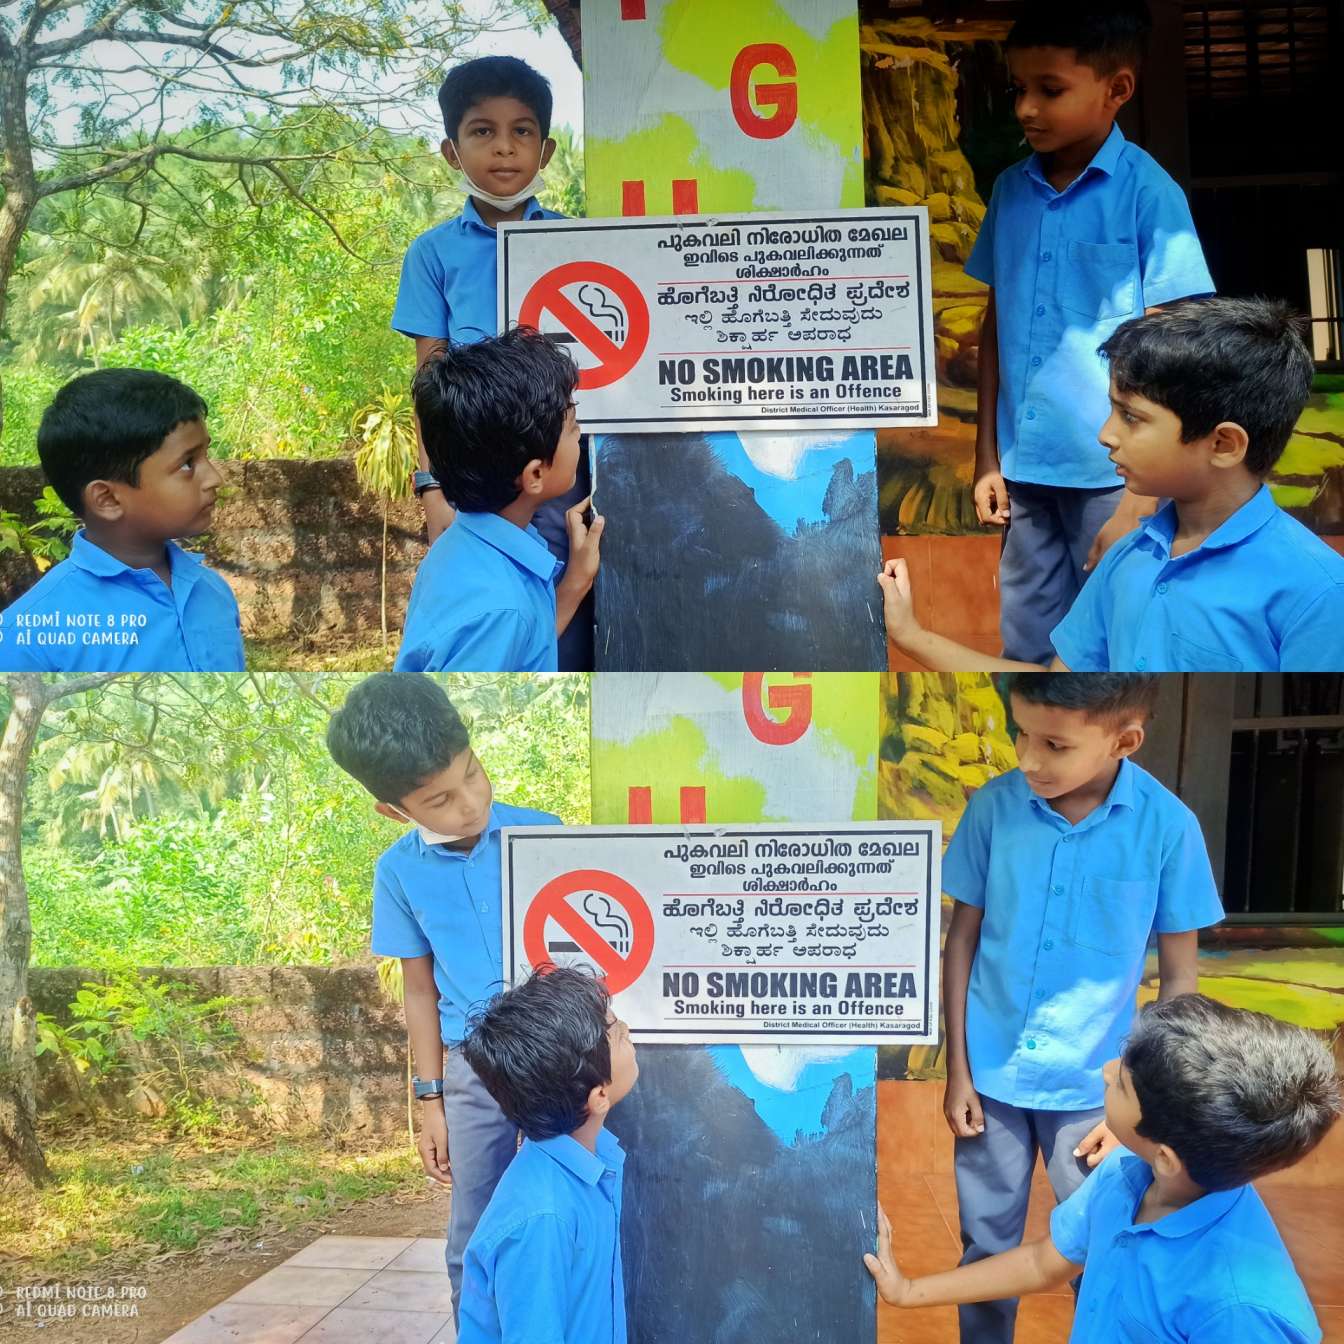 G
പുകവലി നിരോധിത മേഖല
ഇവിടെ പുകവലിക്കുന്നത്
ശിക്ഷാർഹം
ಹೊಗೆಬತ್ತಿ ನಿರೋಧಿತ ಪ್ರದೇಶ
ಇಲ್ಲಿ ಹೊಗೆಬತ್ತಿ ಸೇದುವುದು
ಶಿಕ್ಷಾರ್ಹ ಅಪರಾಧ
NO SMOKING AREA
Smoking here is an Offence
District Medical Officer (Health) Kasaragod
REDMI NOTE 8 PRO
AI QUAD CAMERA
G
പുകവലി നിരോധിത മേഖല
ഇവിടെ പുകവലിക്കുന്നത്
ശിക്ഷാർഹം
ಹೊಗೆಬತ್ತಿ ನಿರೋಧಿತ ಪ್ರದೇಶ
ಇಲ್ಲಿ ಹೊಗೆಬತ್ತಿ ಸೇದುವುದು
ಶಿಕ್ಷಾರ್ಹ ಅಪರಾಧ
NO SMOKING AREA
Smoking here is an Offence
District Medical Officer (Health) Kasaragod
REDMI NOTE 8 PRO
AI QUAD CAMERA